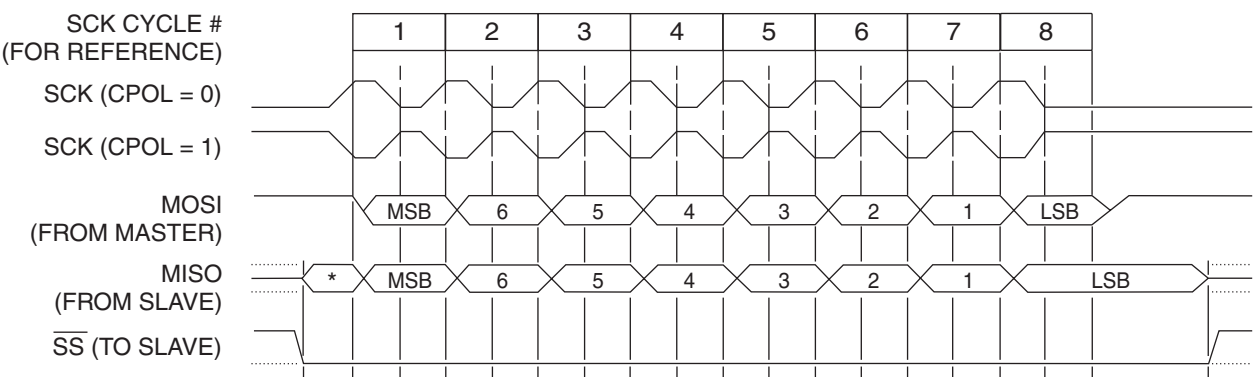 SCK CYCLE #
(FOR REFERENCE)
1 2 3 4 5 6 7 8
SCK (CPOL = 0)
SCK (CPOL = 1)
MOSI
(FROM MASTER)
MSB 6 5 4 3 2 1 LSB
MISO
(FROM SLAVE)
* MSB 6 5 4 3 2 1 LSB
S̅S̅ (TO SLAVE)